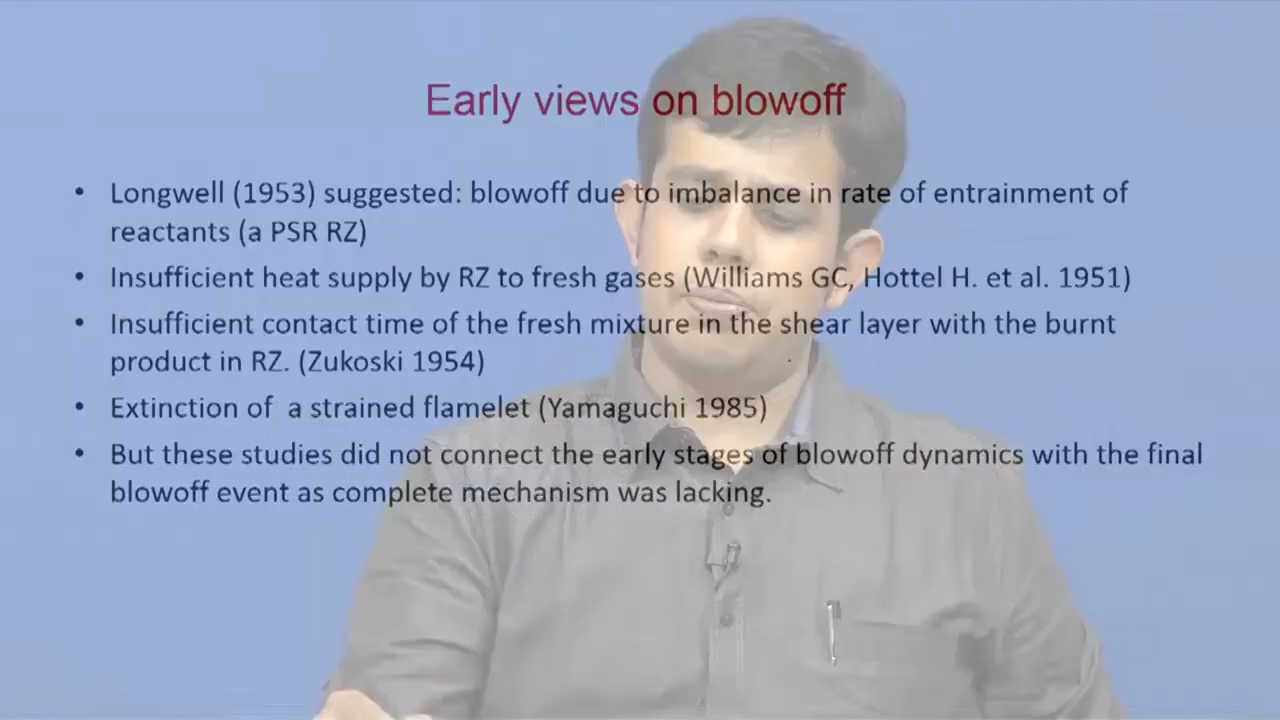 Early views on blowoff
• Longwell (1953) suggested: blowoff due to imbalance in rate of entrainment of
reactants (a PSR RZ)
• Insufficient heat supply by RZ to fresh gases (Williams GC, Hottel H. et al. 1951)
• Insufficient contact time of the fresh mixture in the shear layer with the burnt
product in RZ. (Zukoski 1954)
• Extinction of  a strained flamelet (Yamaguchi 1985)
• But these studies did not connect the early stages of blowoff dynamics with the final
blowoff event as complete mechanism was lacking.